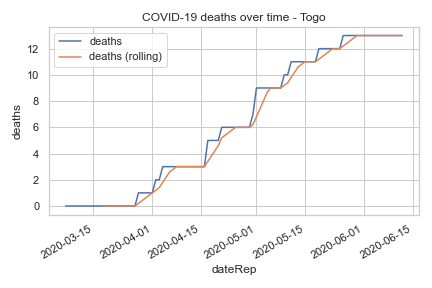 COVID-19 deaths over time - Togo
deaths
deaths (rolling)
deaths
12
10
8
6
4
2
0
2020-03-15
2020-04-01
2020-04-15
2020-05-01
2020-05-15
2020-06-01
2020-06-15
dateRep